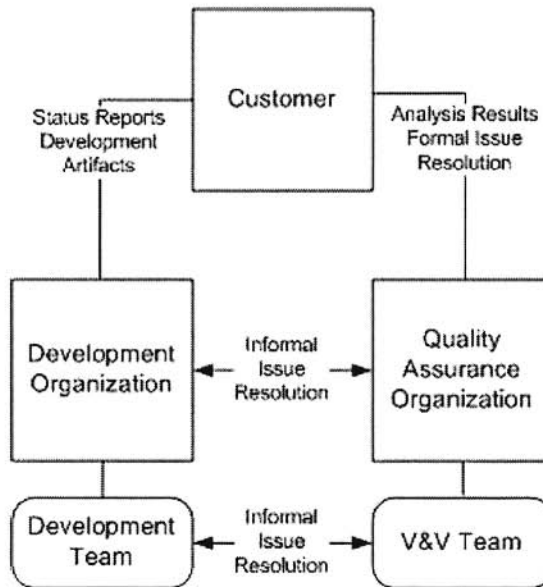 Customer
Status Reports
Development
Artifacts
Analysis Results
Formal Issue
Resolution
Development
Organization
Informal
Issue
Resolution
Quality
Assurance
Organization
Development
Team
Informal
Issue
Resolution
V&V Team